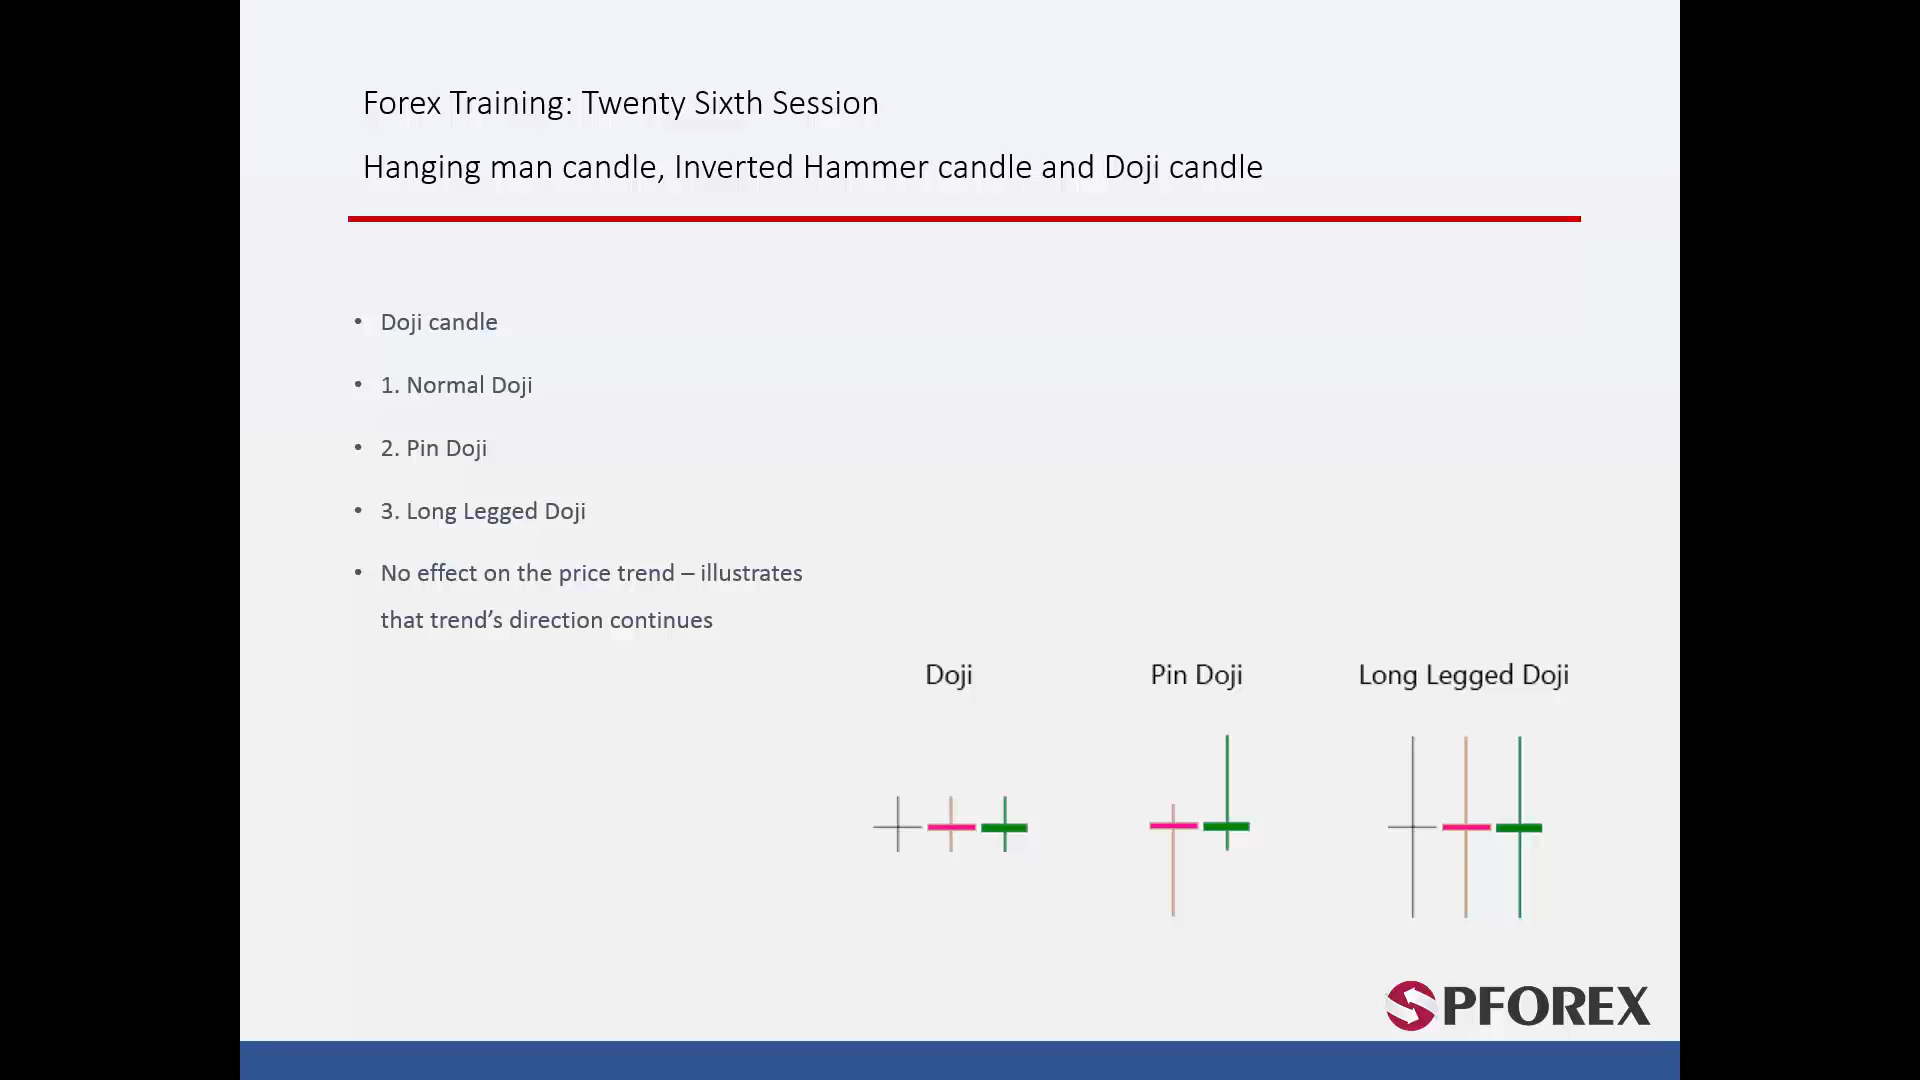 Forex Training: Twenty Sixth Session
Hanging man candle, Inverted Hammer candle and Doji candle
• Doji candle
• 1. Normal Doji
• 2. Pin Doji
• 3. Long Legged Doji
• No effect on the price trend – illustrates
that trend’s direction continues
Doji
Pin Doji
Long Legged Doji
PFOREX